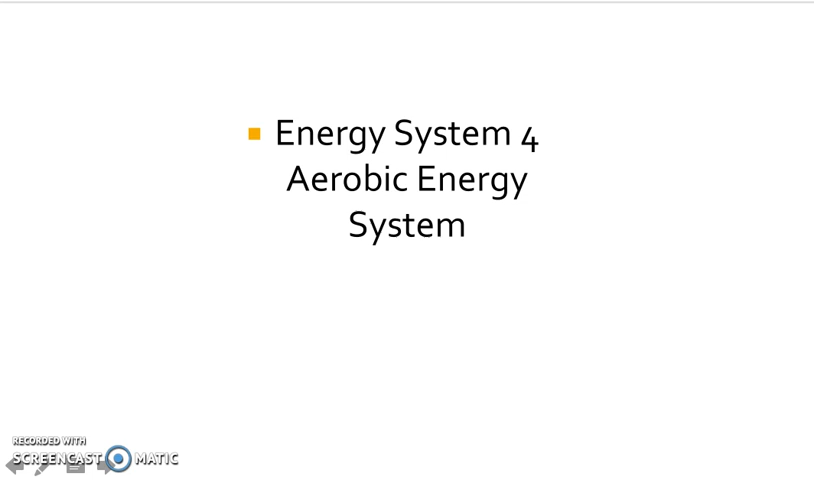 Energy System 4
Aerobic Energy
System
RECORDED WITH
SCREENCAST MATIC